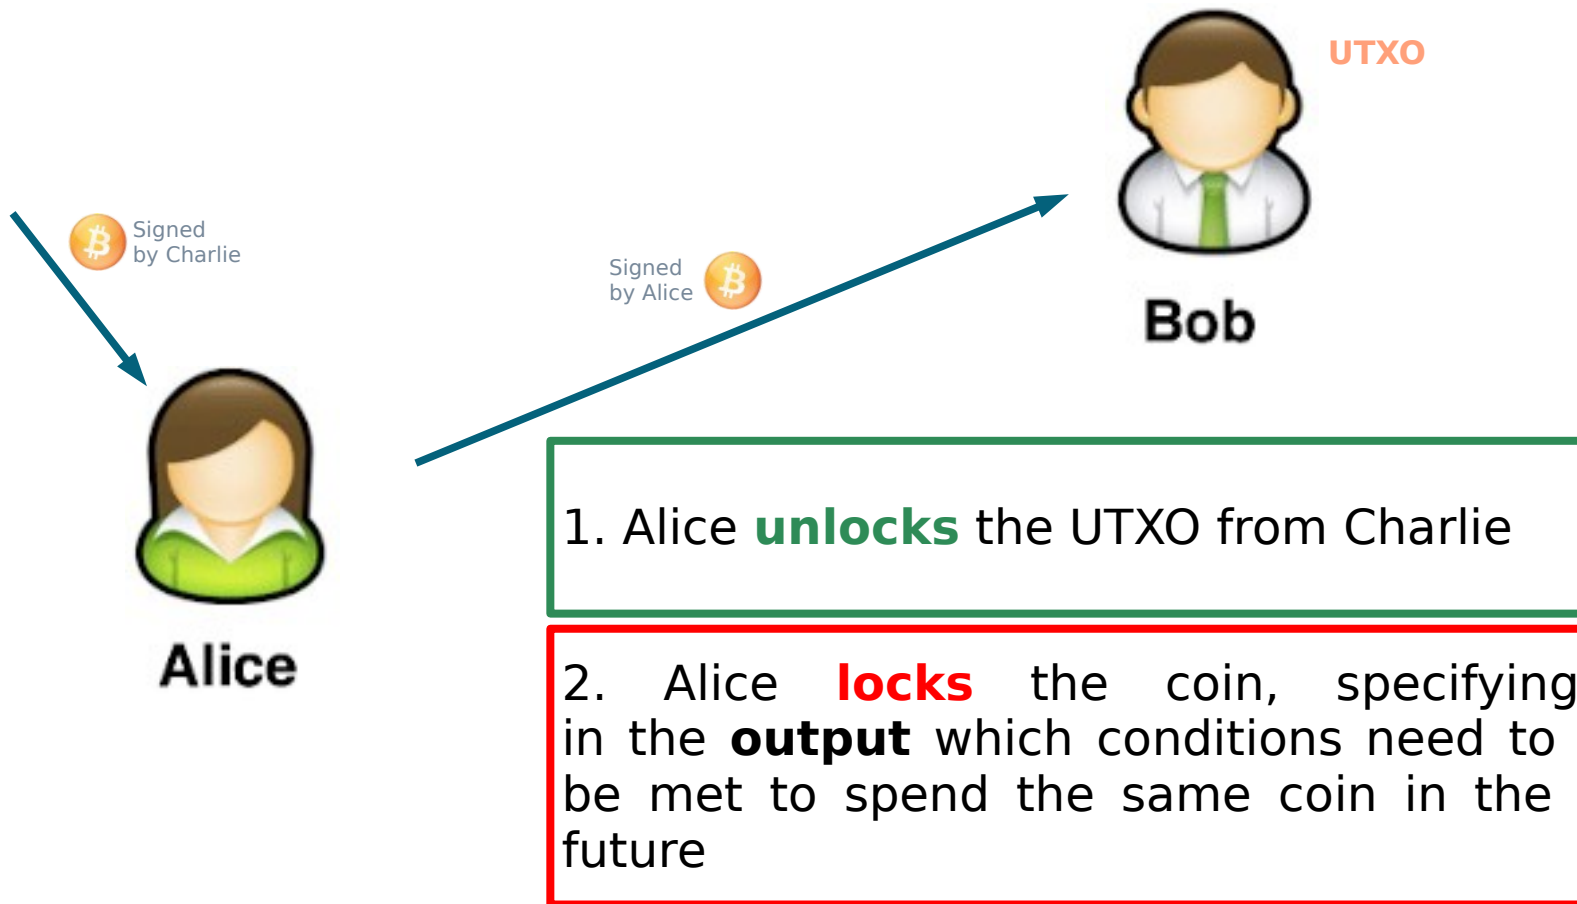 UTXO
Signed
by Charlie
Signed
by Alice
Bob
Alice
1. Alice unlocks the UTXO from Charlie
2. Alice locks the coin, specifying
in the output which conditions need to
be met to spend the same coin in the
future